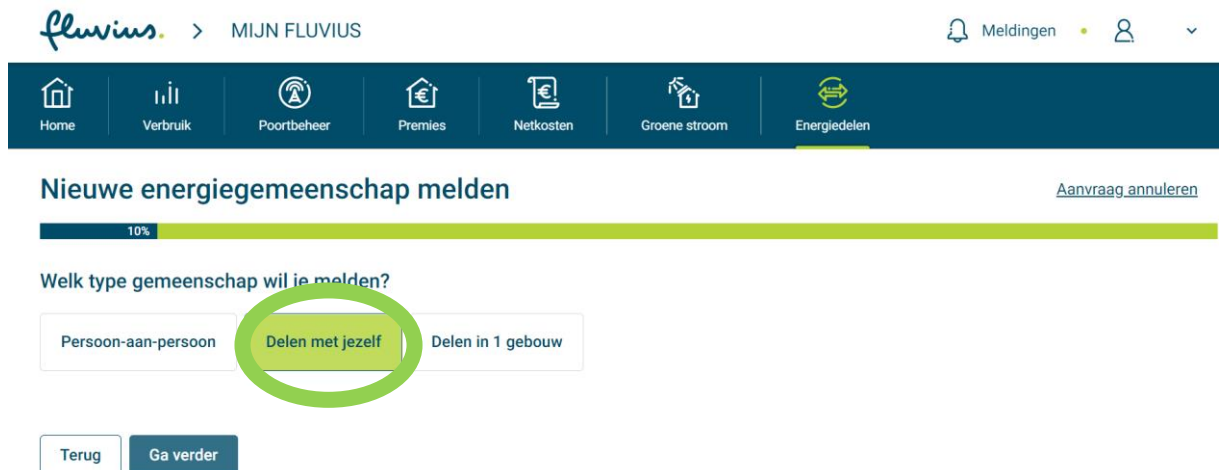 fluvius. > MIJN FLUVIUS Meldingen
Home Verbruik Poortbeheer Premies Netkosten Groene stroom Energiedelen
Nieuwe energiegemeenschap melden Aanvraag annuleren
10%
Welk type gemeenschap wil je melden?
Persoon-aan-persoon Delen met jezelf Delen in 1 gebouw
Terug Ga verder